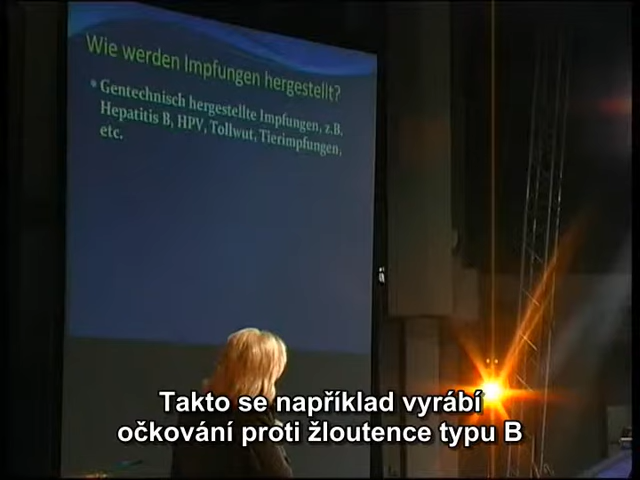 Wie werden Impfungen hergestellt?
• Gentechnisch hergestellte Impfungen, z.B.
Hepatitis B, HPV, Tollwut, Tierimpfungen,
etc.
Takto se například vyrábí
očkování proti žloutence typu B